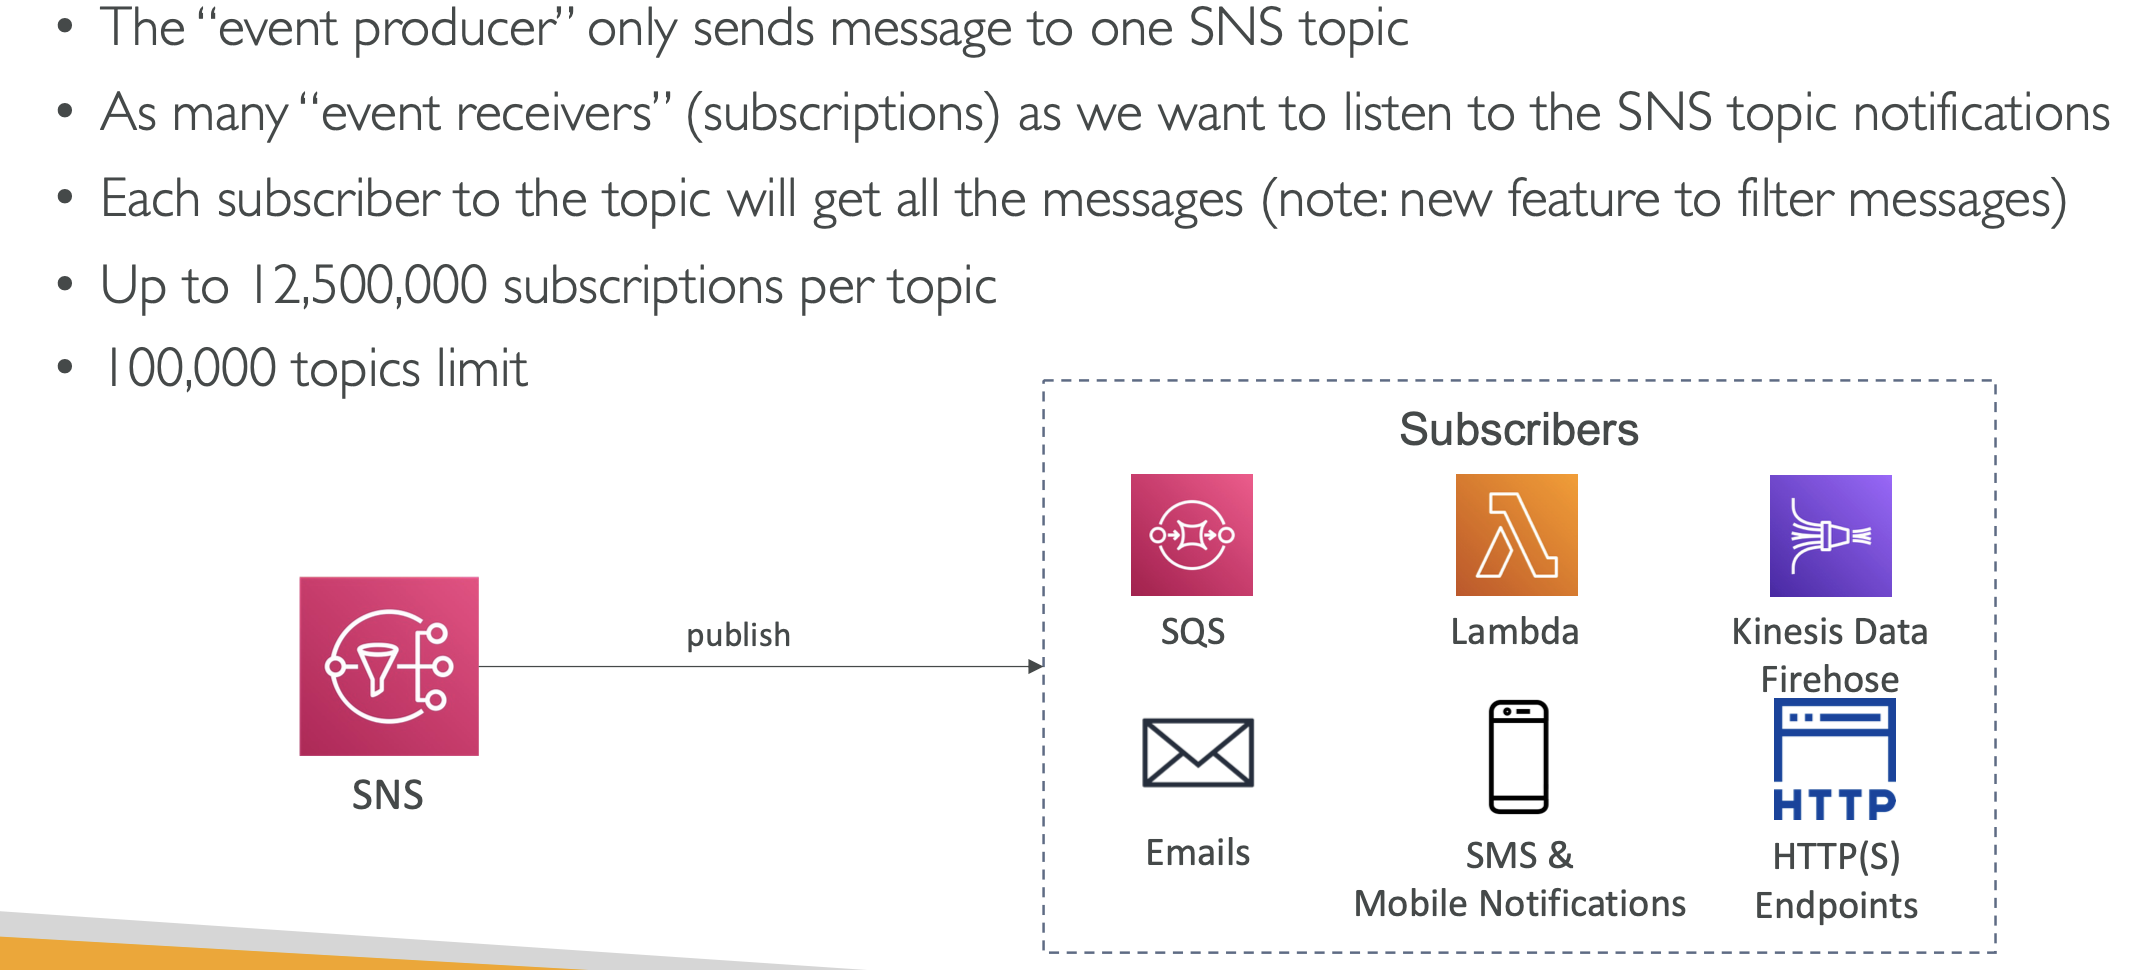 • The “event producer” only sends message to one SNS topic
• As many “event receivers” (subscriptions) as we want to listen to the SNS topic notifications
• Each subscriber to the topic will get all the messages (note: new feature to filter messages)
• Up to 12,500,000 subscriptions per topic
• 100,000 topics limit
Subscribers
SQS
Lambda
Kinesis Data
Firehose
publish
SNS
Emails
SMS &
Mobile Notifications
HTTP
HTTP(S)
Endpoints